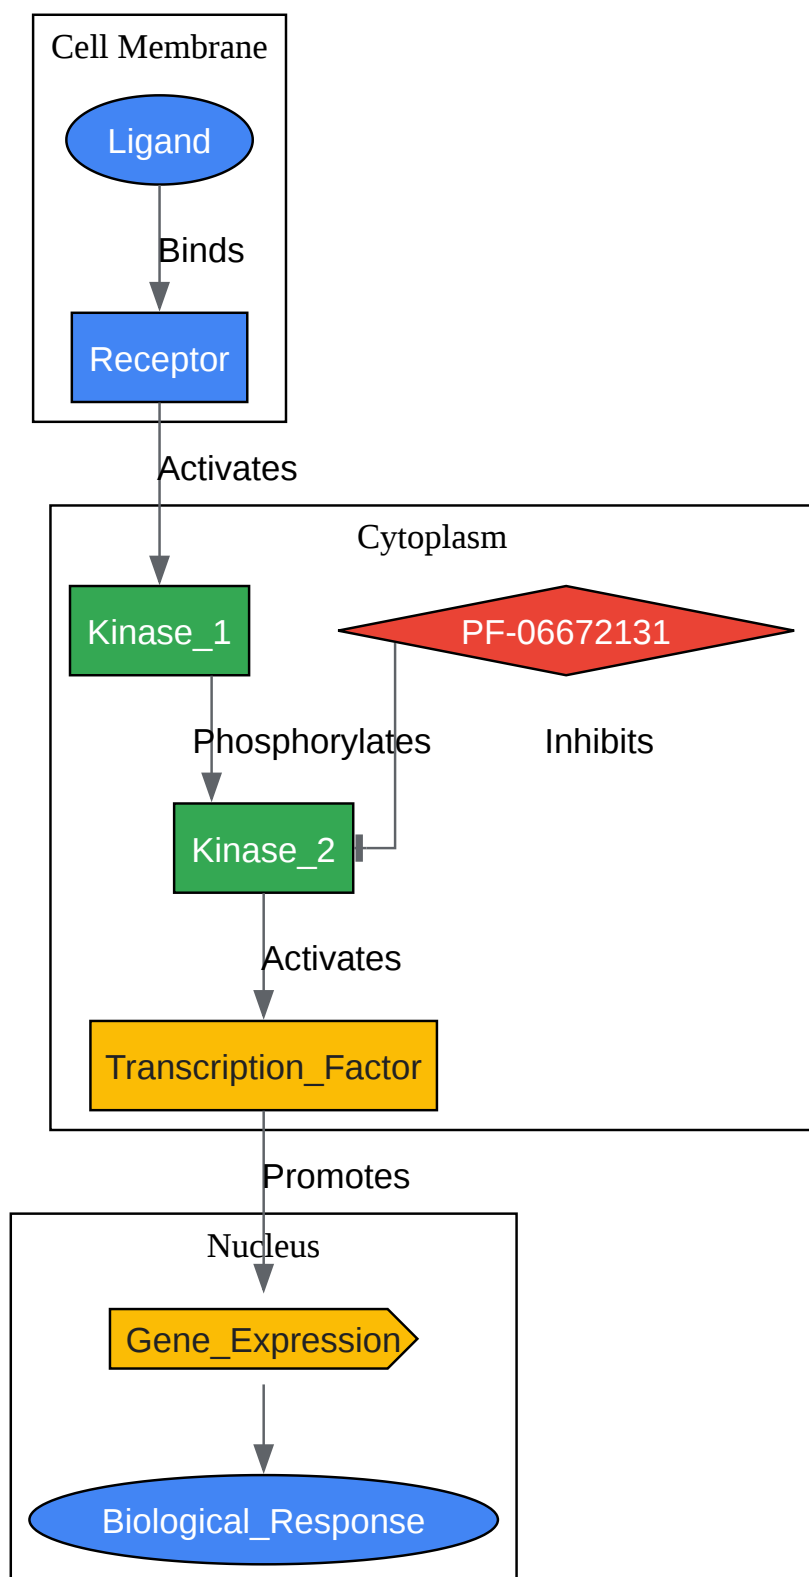 Cell Membrane
Ligand
Binds
Receptor
Activates
Cytoplasm
Kinase_1
PF-06672131
Phosphorylates
Inhibits
Kinase_2
Activates
Transcription_Factor
Promotes
Nucleus
Gene_Expression
Biological_Response